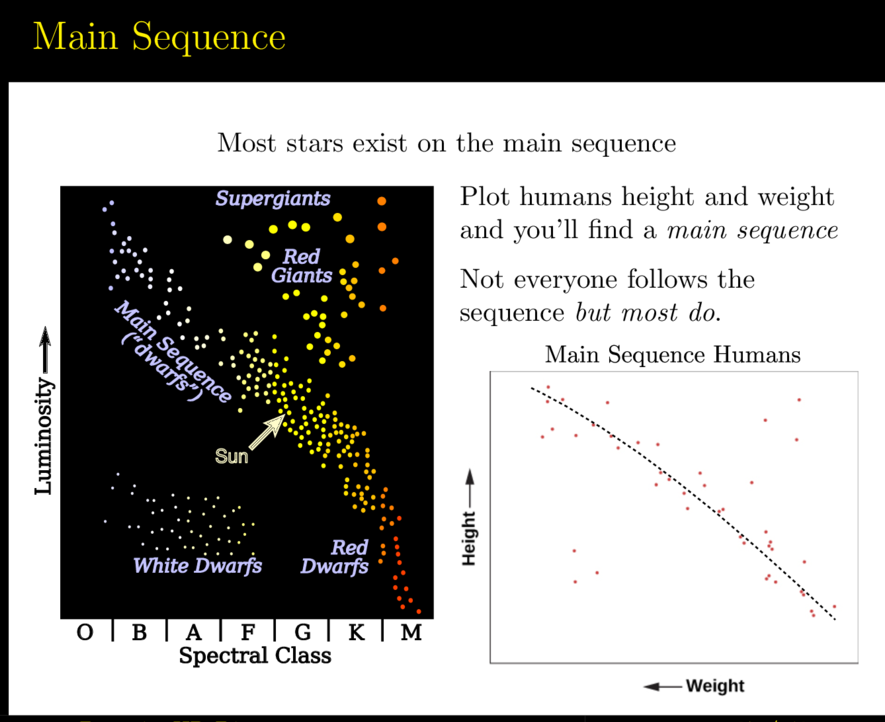 Main Sequence
Most stars exist on the main sequence
Supergiants
Red
Giants
Main Sequence
("dwarfs")
Sun
White Dwarfs
Red
Dwarfs
Luminosity
O B A F G K M
Spectral Class
Plot humans height and weight
and you'll find a main sequence
Not everyone follows the
sequence but most do.
Main Sequence Humans
Height
Weight